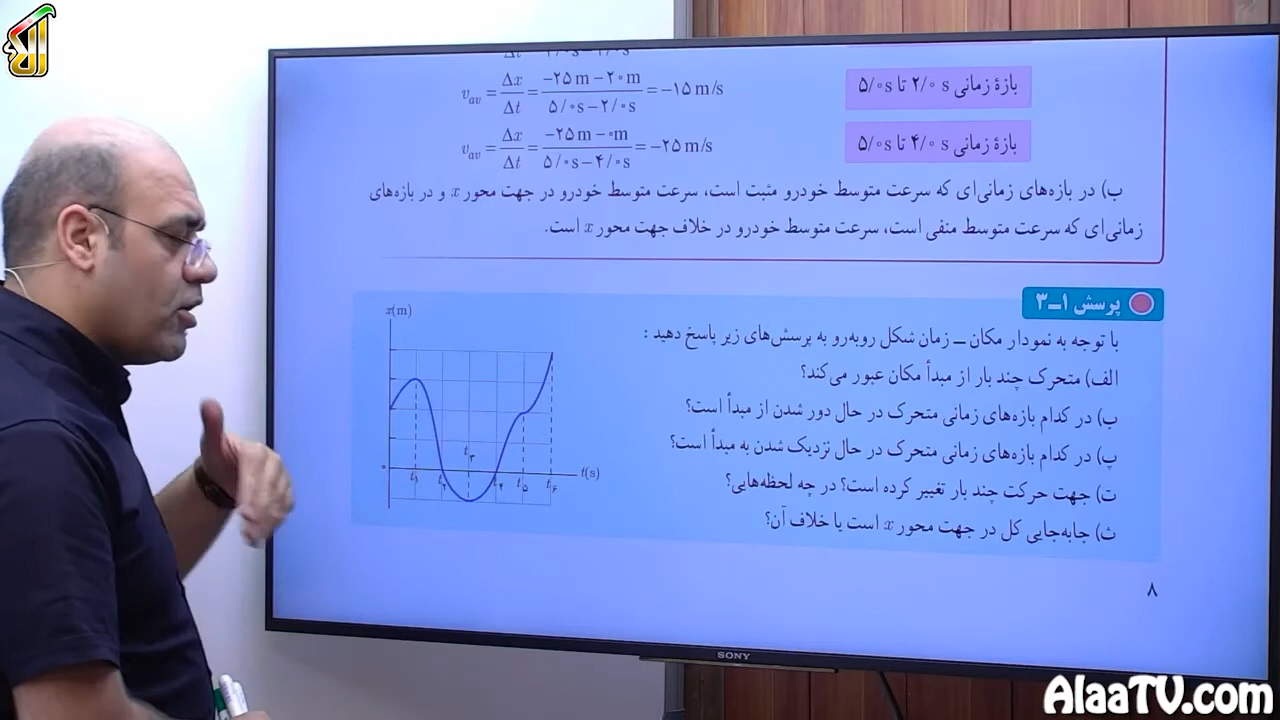 v_av = Δx/Δt = (−۲۵ m − ۲۰ m)/(۵/۰ s − ۲/۰ s) = −۱۵ m/s
بازهٔ زمانی ۲/۰ s تا ۵/۰ s
v_av = Δx/Δt = (−۲۵ m − ۰ m)/(۵/۰ s − ۴/۰ s) = −۲۵ m/s
بازهٔ زمانی ۴/۰ s تا ۵/۰ s
ب) در بازه‌های زمانی‌ای که سرعت متوسط خودرو مثبت است، سرعت متوسط خودرو در جهت محور x و در بازه‌های
زمانی‌ای که سرعت متوسط منفی است، سرعت متوسط خودرو در خلاف جهت محور x است.
پرسش ۱ــ۳
با توجه به نمودار مکان ــ زمان شکل روبه‌رو به پرسش‌های زیر پاسخ دهید :
الف) متحرک چند بار از مبدأ مکان عبور می‌کند؟
ب) در کدام بازه‌های زمانی متحرک در حال دور شدن از مبدأ است؟
پ) در کدام بازه‌های زمانی متحرک در حال نزدیک شدن به مبدأ است؟
ت) جهت حرکت چند بار تغییر کرده است؟ در چه لحظه‌هایی؟
ث) جابه‌جایی کل در جهت محور x است یا خلاف آن؟
x(m)
۰
t۱ t۲ t۳ t۴ t۵ t۶ t(s)
۸
SONY
AlaaTV.com